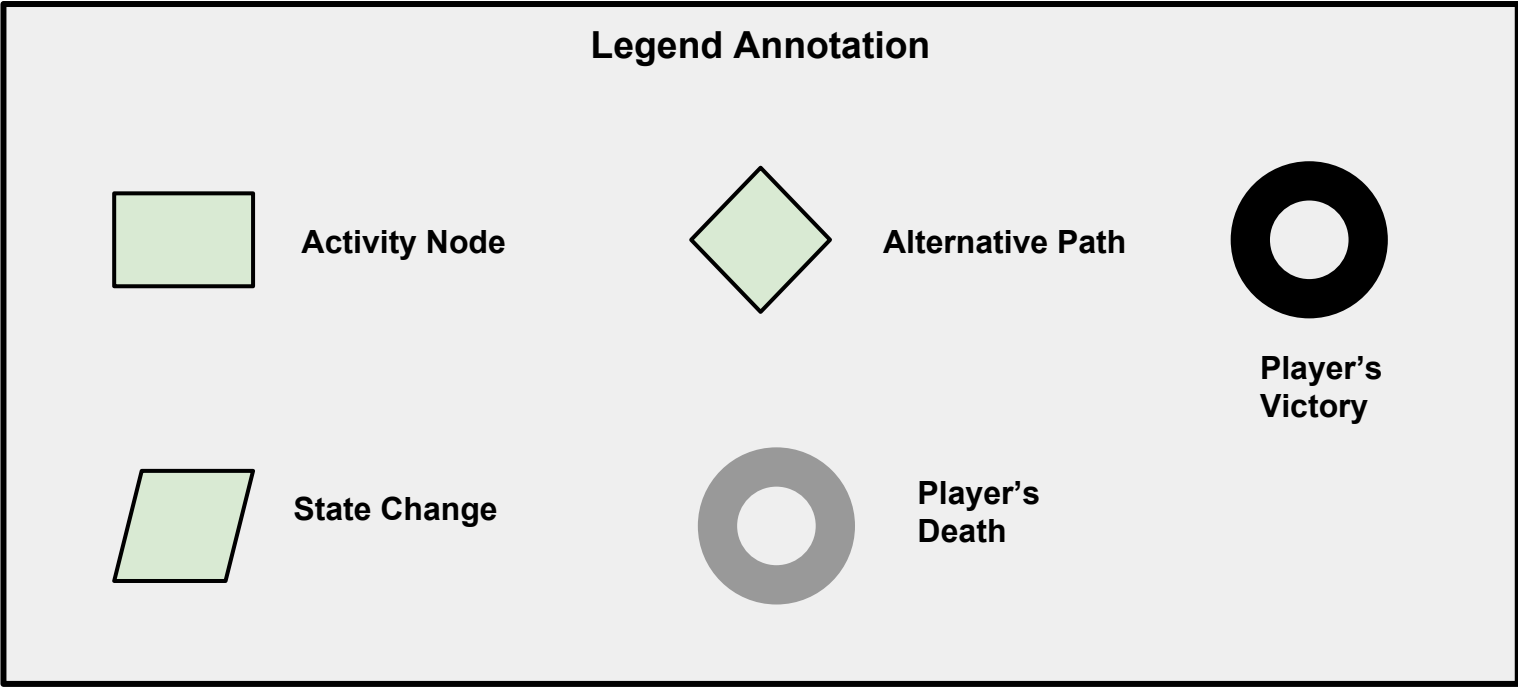 Legend Annotation
Activity Node
Alternative Path
Player’s
Victory
State Change
Player’s
Death